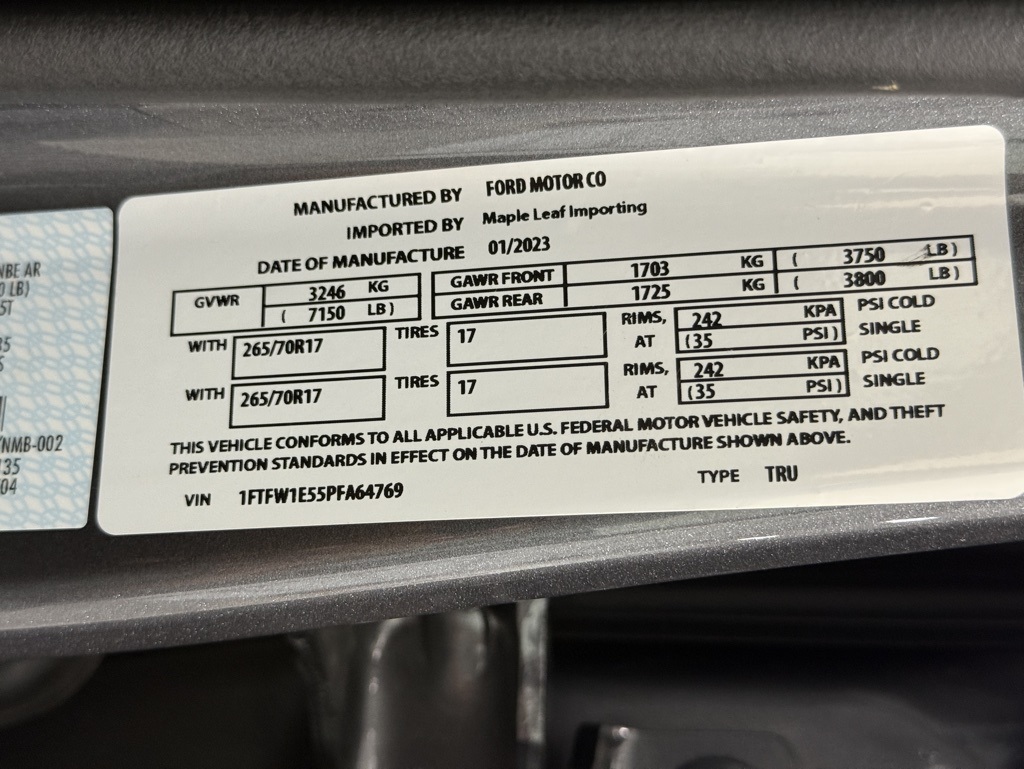 MANUFACTURED BY FORD MOTOR CO
IMPORTED BY Maple Leaf Importing
DATE OF MANUFACTURE 01/2023
GVWR 3246 KG
( 7150 LB )
GAWR FRONT 1703 KG ( 3750 LB )
GAWR REAR 1725 KG ( 3800 LB )
WITH 265/70R17 TIRES 17 RIMS, AT 242 KPA PSI COLD
(35 PSI ) SINGLE
WITH 265/70R17 TIRES 17 RIMS, AT 242 KPA PSI COLD
(35 PSI ) SINGLE
THIS VEHICLE CONFORMS TO ALL APPLICABLE U.S. FEDERAL MOTOR VEHICLE SAFETY, AND THEFT
PREVENTION STANDARDS IN EFFECT ON THE DATE OF MANUFACTURE SHOWN ABOVE.
VIN 1FTFW1E55PFA64769 TYPE TRU
AR
LB)
NMB-002